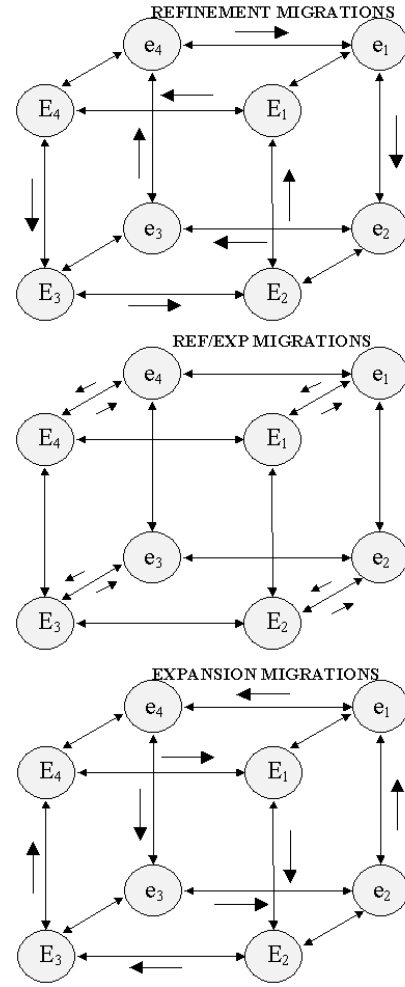 REFINEMENT MIGRATIONS
e4 e1
E4 E1
e3 e2
E3 E2
REF/EXP MIGRATIONS
e4 e1
E4 E1
e3 e2
E3 E2
EXPANSION MIGRATIONS
e4 e1
E4 E1
e3 e2
E3 E2